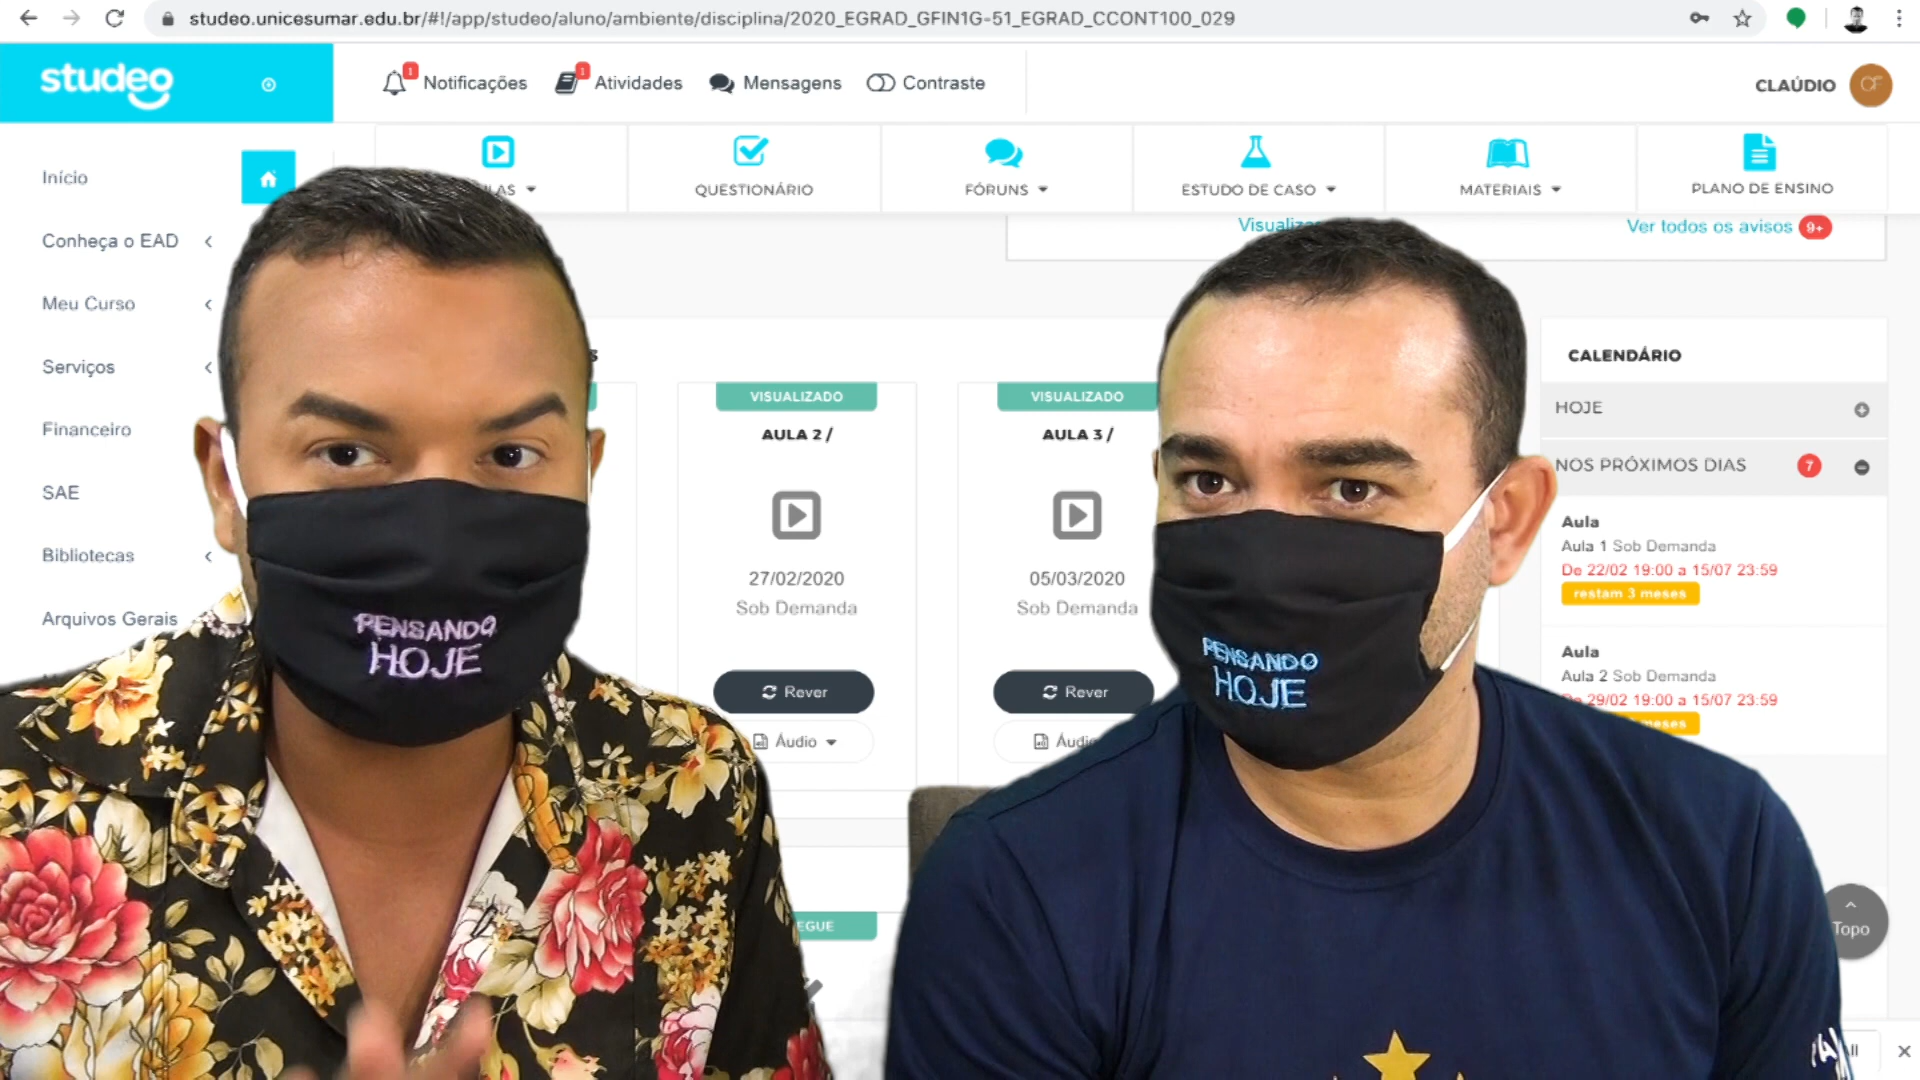 studeo.unicesumar.edu.br/#!/app/studeo/aluno/ambiente/disciplina/2020_EGRAD_GFIN1G-51_EGRAD_CCONT100_029
studeo
1
Notificações
1
Atividades
Mensagens
Contraste
CLAÚDIO
CF
QUESTIONÁRIO
FÓRUNS
ESTUDO DE CASO
MATERIAIS
PLANO DE ENSINO
Início
Conheça o EAD
Meu Curso
Serviços
Financeiro
SAE
Bibliotecas
Arquivos Gerais
Ver todos os avisos 9+
VISUALIZADO
AULA 2 /
27/02/2020
Sob Demanda
Rever
Áudio
VISUALIZADO
AULA 3 /
05/03/2020
Sob Demanda
Rever
CALENDÁRIO
HOJE
NOS PRÓXIMOS DIAS 7
Aula
Aula 1 Sob Demanda
De 22/02 19:00 a 15/07 23:59
restam 3 meses
Aula
Aula 2 Sob Demanda
29/02 19:00 a 15/07 23:59
meses
PENSANDO
HOJE
PENSANDO
HOJE
Topo